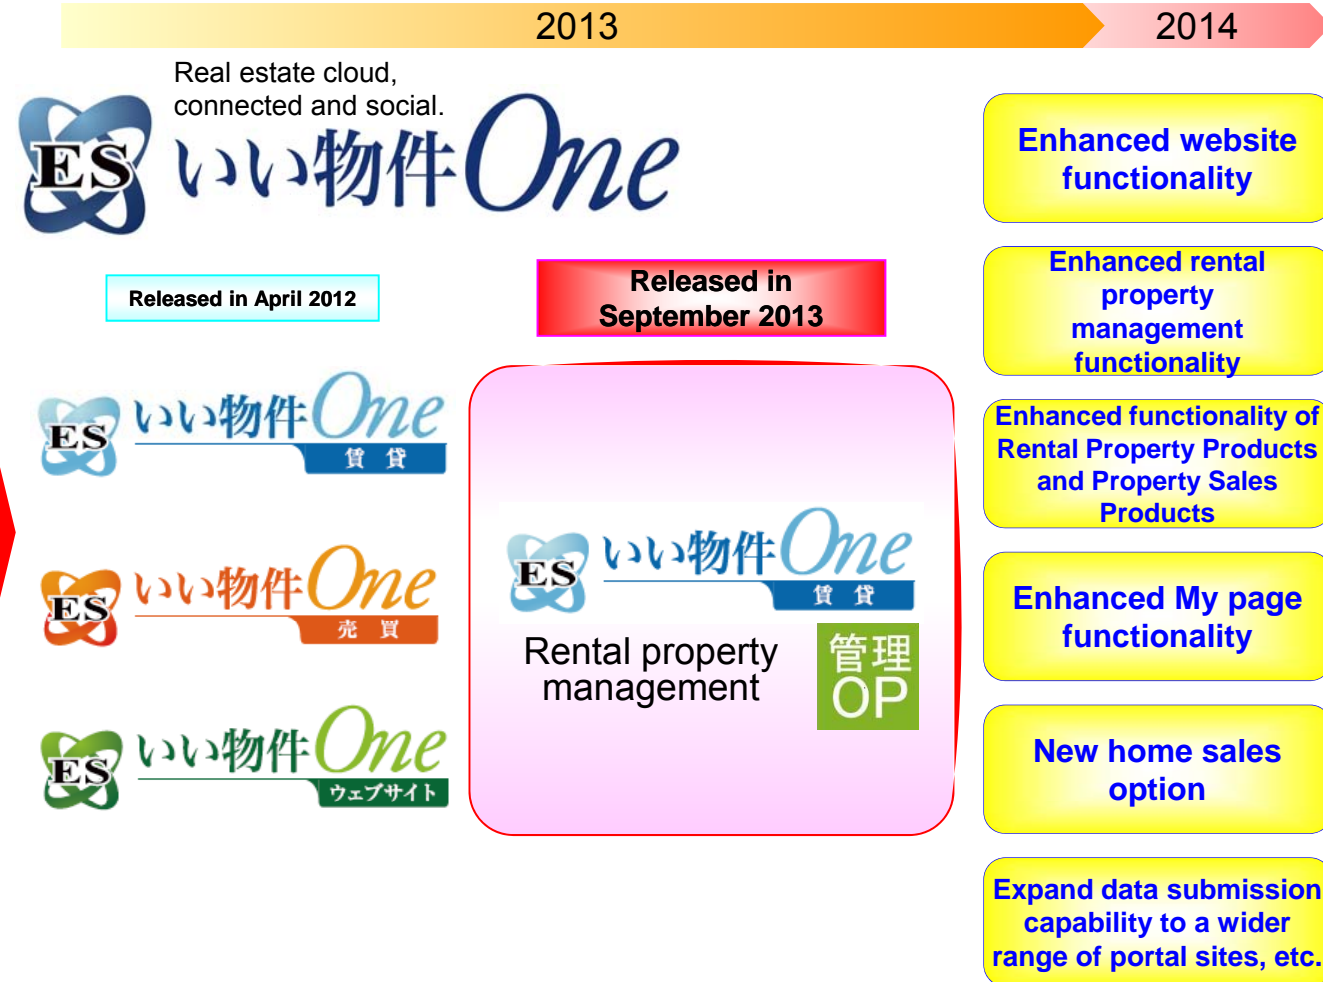 2013
2014
Real estate cloud,
connected and social.
ES
いい物件One
Released in April 2012
ES
いい物件One
賃貸
ES
いい物件One
売買
ES
いい物件One
ウェブサイト
Released in
September 2013
ES
いい物件One
賃貸
Rental property
management
管理
OP
Enhanced website
functionality
Enhanced rental
property
management
functionality
Enhanced functionality of
Rental Property Products
and Property Sales
Products
Enhanced My page
functionality
New home sales
option
Expand data submission
capability to a wider
range of portal sites, etc.